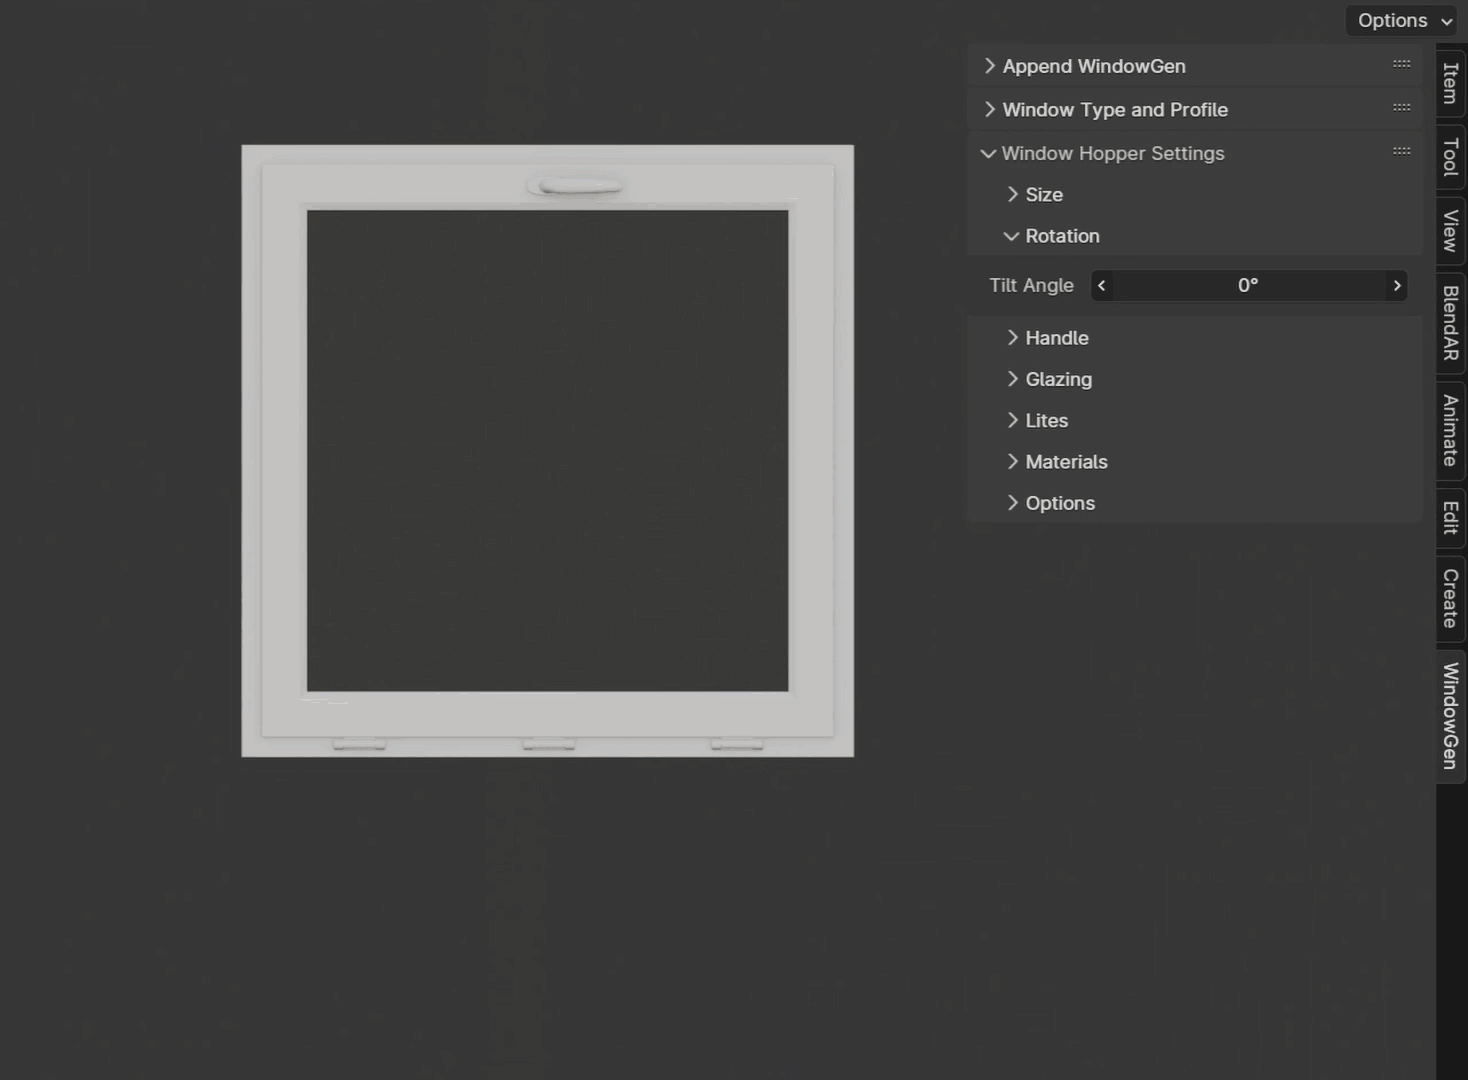 Options
Append WindowGen
Window Type and Profile
Window Hopper Settings
Size
Rotation
Tilt Angle 0°
Handle
Glazing
Lites
Materials
Options
Item
Tool
View
BlendAR
Animate
Edit
Create
WindowGen